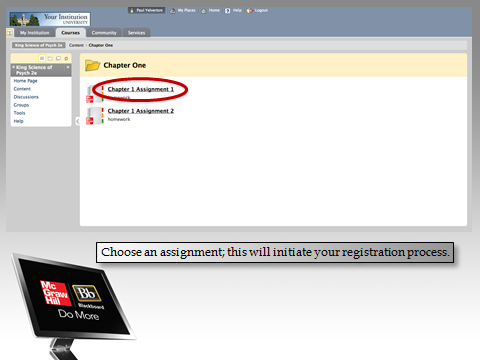 Your Institution
UNIVERSITY
Paul Yelverton My Places Home Help Logout
My Institution Courses Community Services
King Science of Psych 2e Content Chapter One
King Science of
Psych 2e
Home Page
Content
Discussions
Groups
Tools
Help
Chapter One
Chapter 1 Assignment 1
homework
Chapter 1 Assignment 2
homework
Choose an assignment; this will initiate your registration process.
Mc
Graw
Hill
Bb
Blackboard
Do More